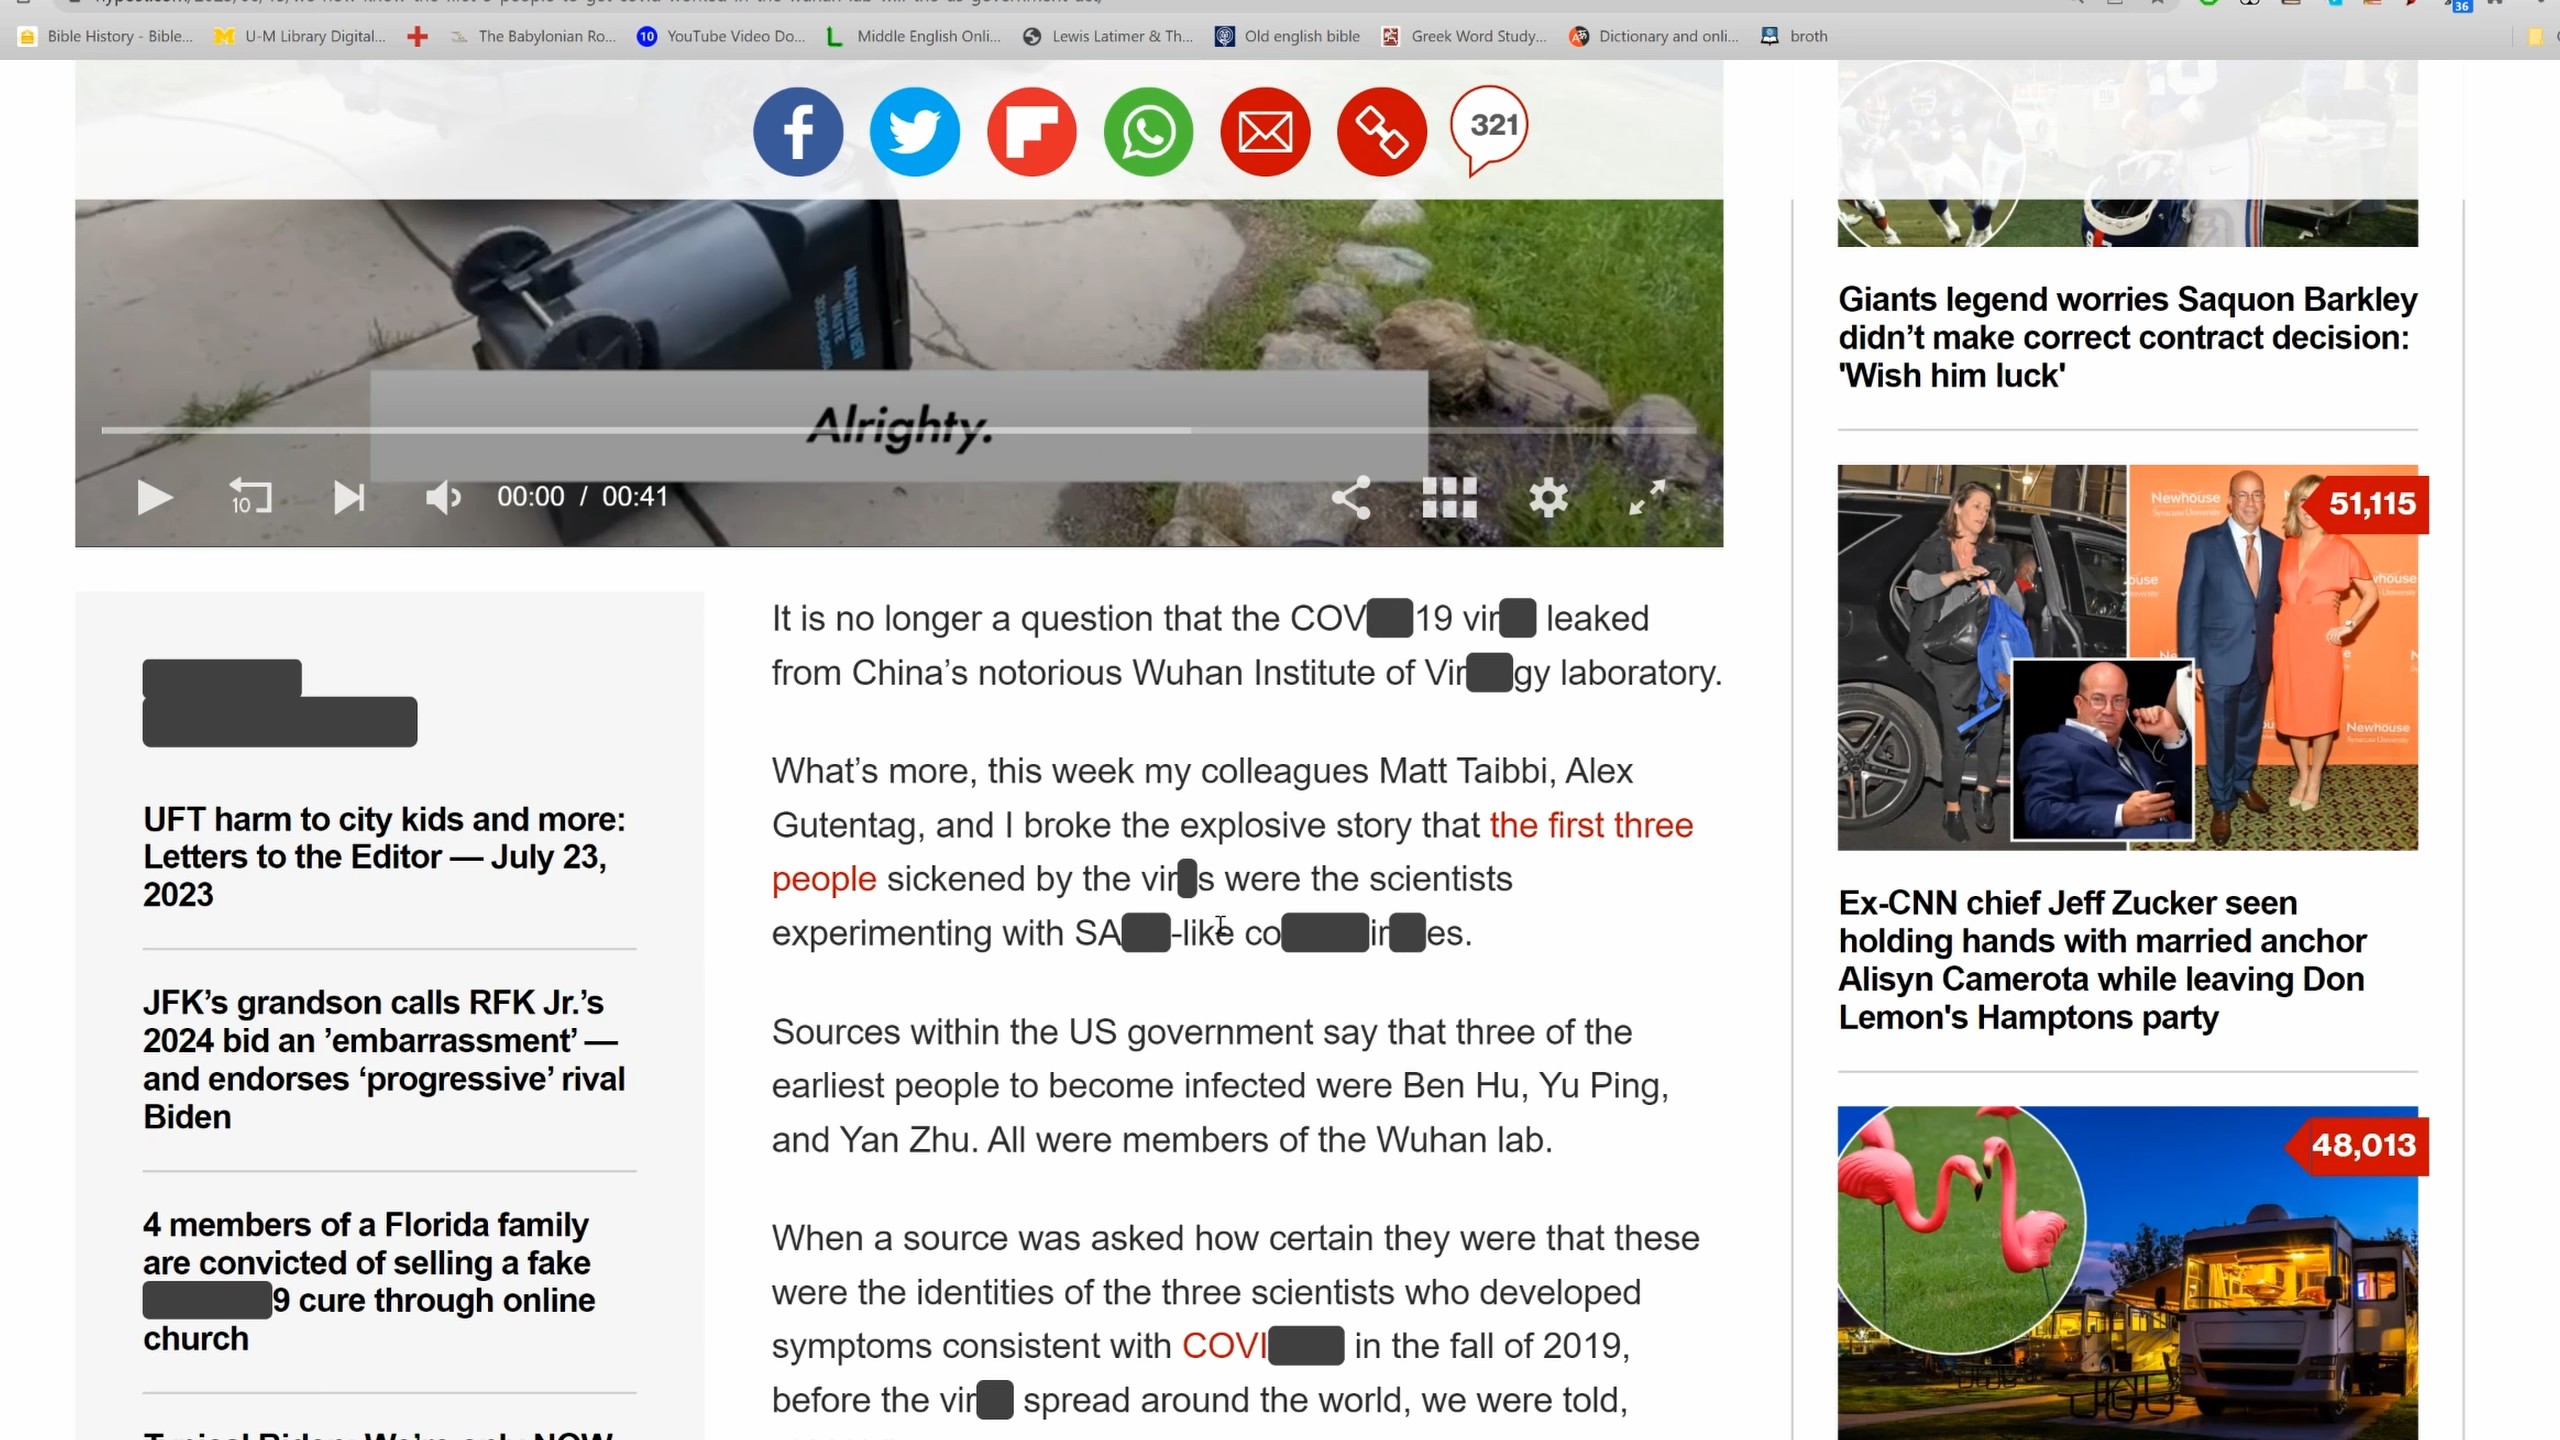 Bible History - Bible...
U-M Library Digital...
The Babylonian Ro...
10
YouTube Video Do...
Middle English Onli...
Lewis Latimer & Th...
Old english bible
Greek Word Study...
Dictionary and onli...
broth
36
321
Alrighty.
10
00:00 / 00:41
UFT harm to city kids and more:
Letters to the Editor — July 23,
2023
JFK’s grandson calls RFK Jr.’s
2024 bid an ’embarrassment’ —
and endorses ‘progressive’ rival
Biden
4 members of a Florida family
are convicted of selling a fake
9 cure through online
church
It is no longer a question that the COV 19 vir leaked
from China’s notorious Wuhan Institute of Vir gy laboratory.
What’s more, this week my colleagues Matt Taibbi, Alex
Gutentag, and I broke the explosive story that the first three
people sickened by the vir s were the scientists
experimenting with SA -like co ir es.
Sources within the US government say that three of the
earliest people to become infected were Ben Hu, Yu Ping,
and Yan Zhu. All were members of the Wuhan lab.
When a source was asked how certain they were that these
were the identities of the three scientists who developed
symptoms consistent with COVI in the fall of 2019,
before the vir spread around the world, we were told,
Giants legend worries Saquon Barkley
didn’t make correct contract decision:
'Wish him luck'
51,115
Newhouse
Newhouse
Ex-CNN chief Jeff Zucker seen
holding hands with married anchor
Alisyn Camerota while leaving Don
Lemon's Hamptons party
48,013